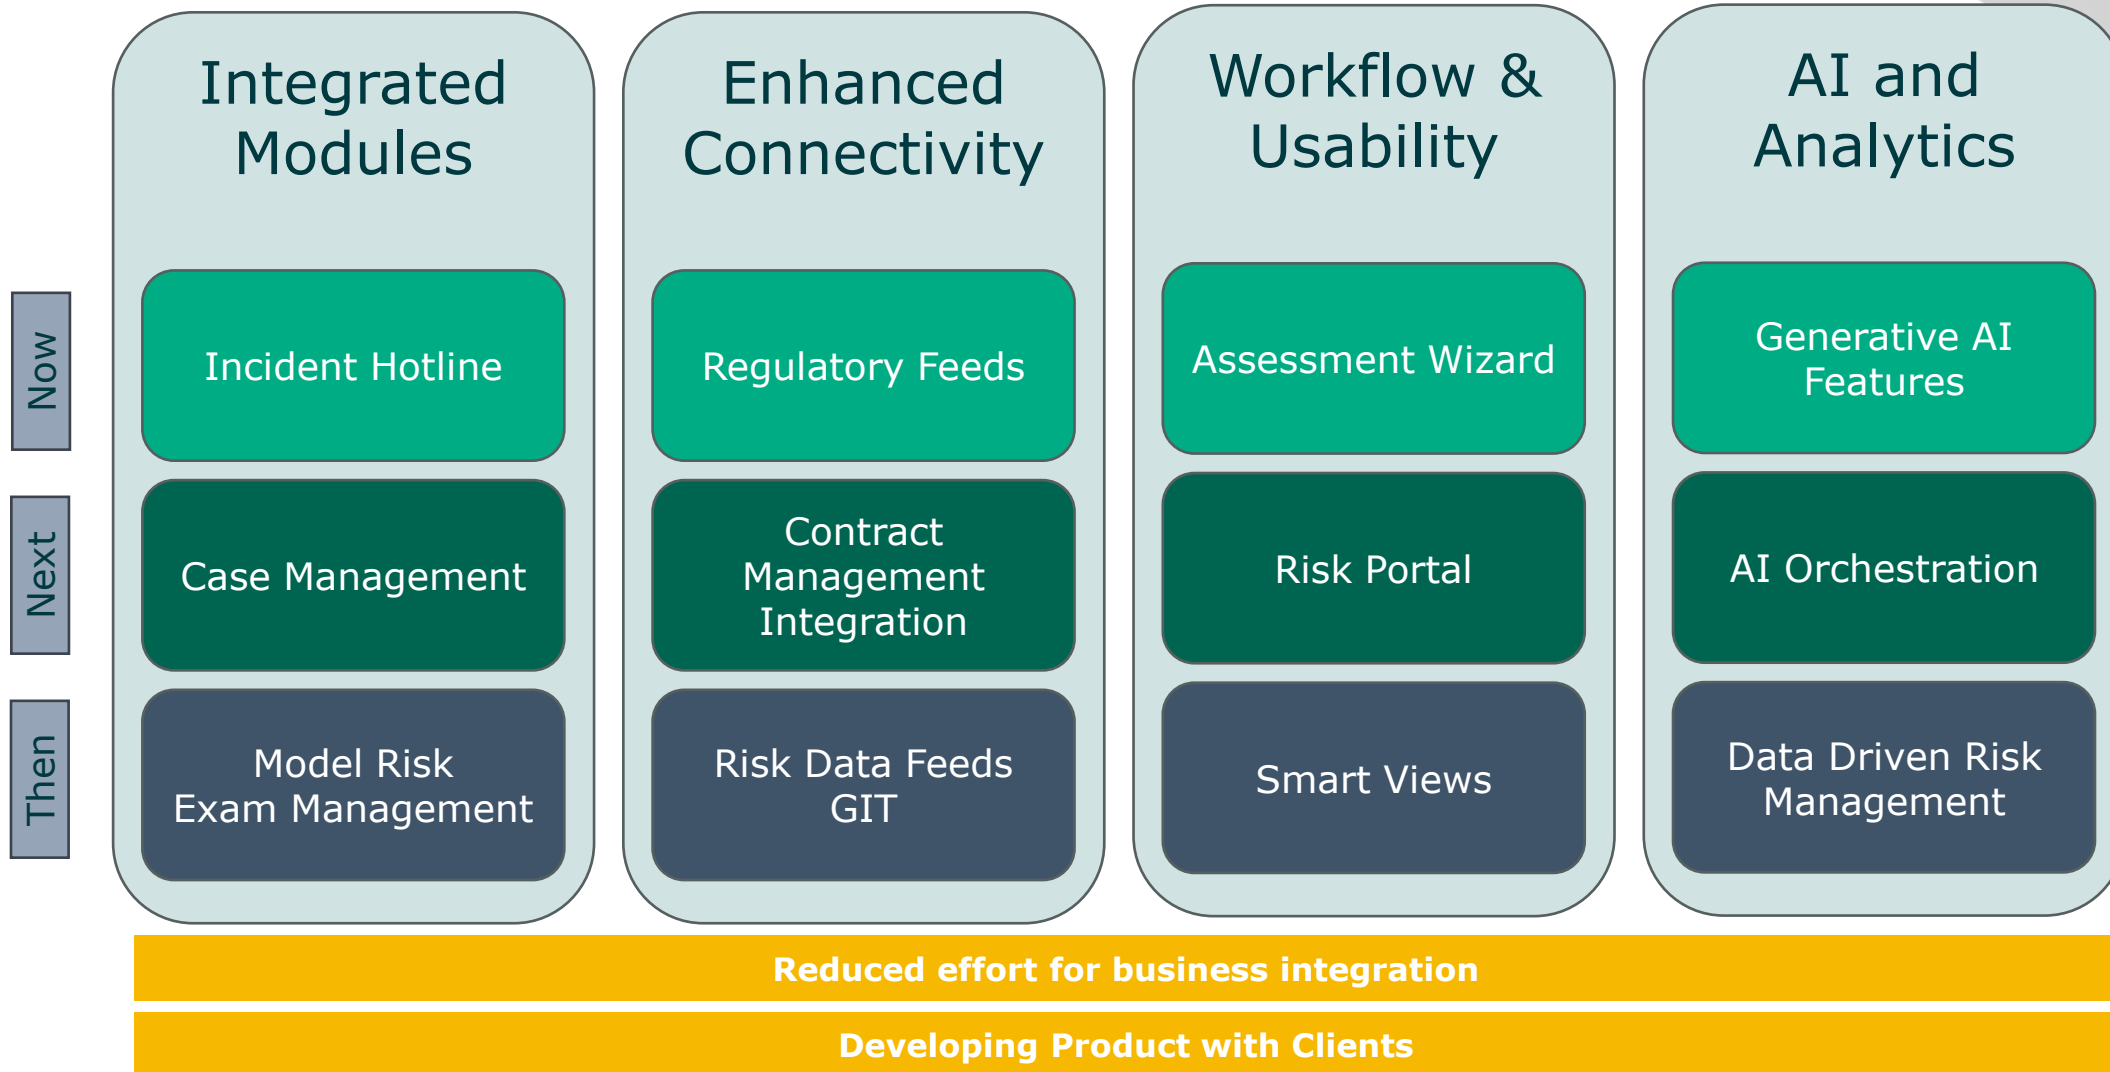 Integrated
Modules
Enhanced
Connectivity
Workflow &
Usability
AI and
Analytics
Now
Incident Hotline
Regulatory Feeds
Assessment Wizard
Generative AI
Features
Next
Case Management
Contract
Management
Integration
Risk Portal
AI Orchestration
Then
Model Risk
Exam Management
Risk Data Feeds
GIT
Smart Views
Data Driven Risk
Management
Reduced effort for business integration
Developing Product with Clients